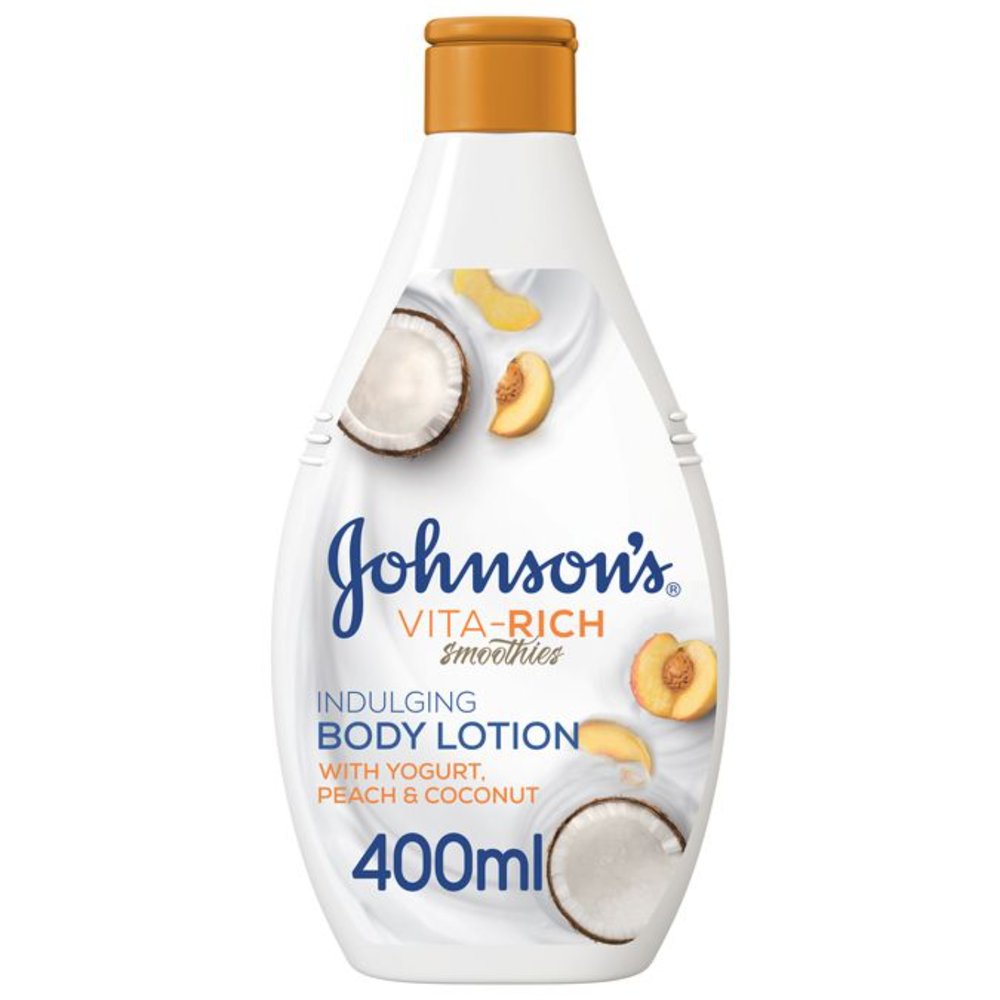 Johnson's®
VITA-RICH
smoothies
INDULGING
BODY LOTION
WITH YOGURT,
PEACH & COCONUT
400ml